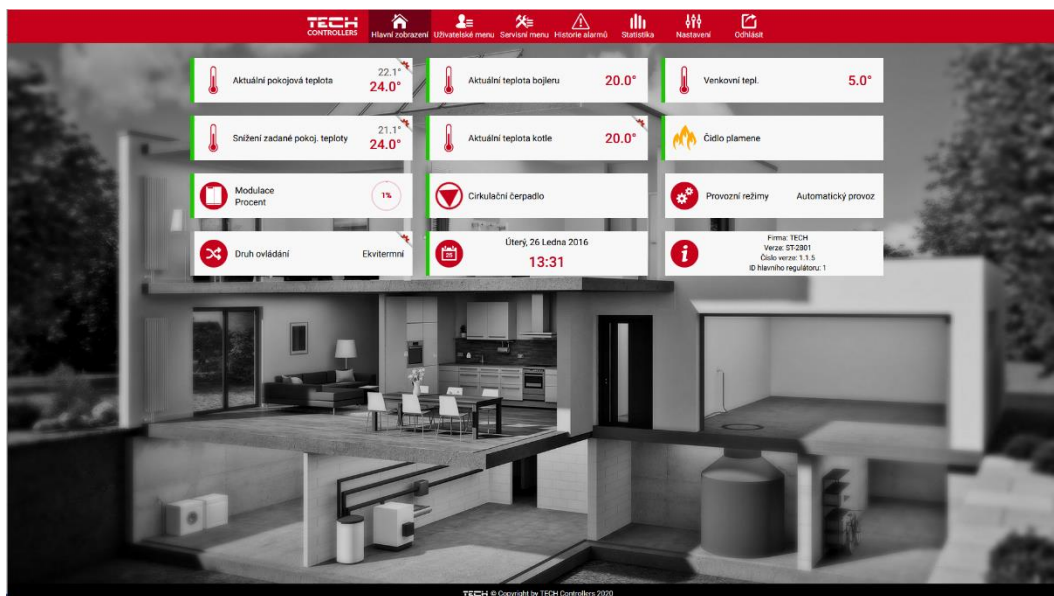 TECH
CONTROLLERS
Hlavní zobrazení
Uživatelské menu
Servisní menu
Historie alarmů
Statistika
Nastavení
Odhlásit
Aktuální pokojová teplota
22.1°
24.0°
Aktuální teplota bojleru
20.0°
Venkovní tepl.
5.0°
Snížení zadané pokoj. teploty
21.1°
24.0°
Aktuální teplota kotle
20.0°
Čidlo plamene
Modulace
Procent
1%
Cirkulační čerpadlo
Provozní režimy
Automatický provoz
Druh ovládání
Ekvitermní
25
Úterý, 26 Ledna 2016
13:31
Firma: TECH
Verze: ST-2801
Číslo verze: 1.1.5
ID hlavního regulátoru: 1
TECH © Copyright by TECH Controllers 2020